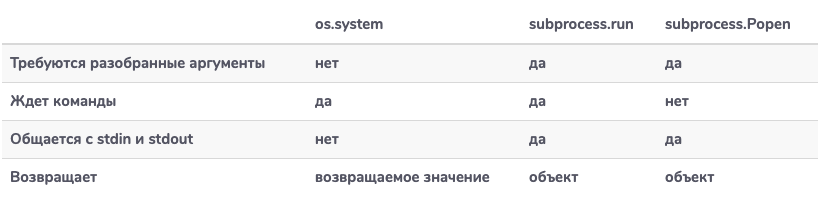 os.system subprocess.run subprocess.Popen
Требуются разобранные аргументы нет да да
Ждет команды да да нет
Общается с stdin и stdout нет да да
Возвращает возвращаемое значение объект объект